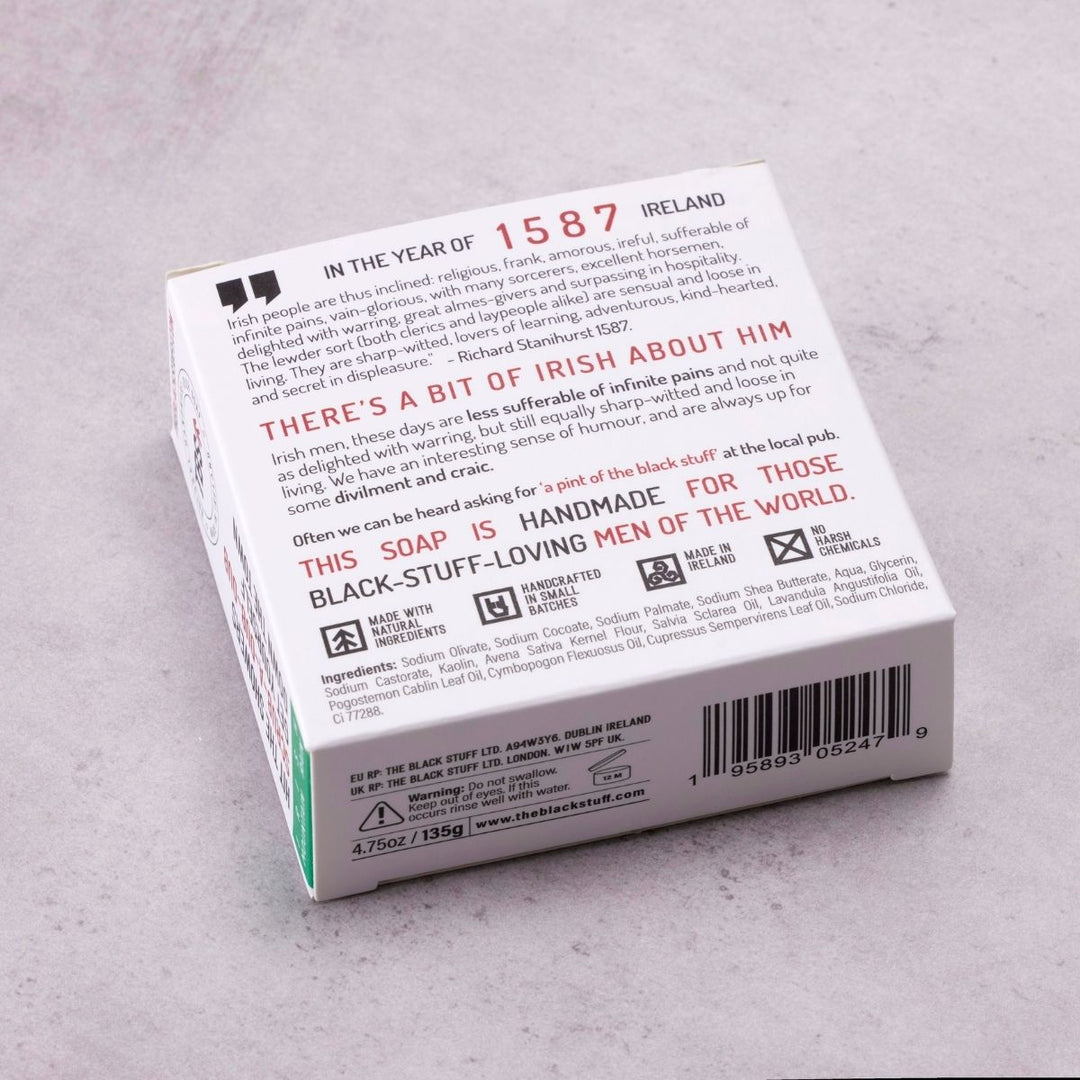 IN THE YEAR OF 1587 IRELAND
Irish people are thus inclined: religious, frank, amorous, ireful, sufferable of
infinite pains, vain-glorious, with many sorcerers, excellent horsemen,
delighted with warring, great almes-givers and surpassing in hospitality.
The lewder sort (both clerics and laypeople alike) are sensual and loose in
living. They are sharp-witted, lovers of learning, adventurous, kind-hearted,
and secret in displeasure." - Richard Stanihurst 1587.
THERE'S A BIT OF IRISH ABOUT HIM
Irish men, these days are less sufferable of infinite pains and not quite
as delighted with warring, but still equally sharp-witted and loose in
living. We have an interesting sense of humour, and are always up for
some divilment and craic.
Often we can be heard asking for 'a pint of the black stuff' at the local pub.
THIS SOAP IS HANDMADE FOR THOSE
BLACK-STUFF-LOVING MEN OF THE WORLD.
MADE WITH
NATURAL
INGREDIENTS
HANDCRAFTED
IN SMALL
BATCHES
MADE IN
IRELAND
NO
HARSH
CHEMICALS
Ingredients: Sodium Olivate, Sodium Cocoate, Sodium Palmate, Sodium Shea Butterate, Aqua, Glycerin,
Sodium Castorate, Kaolin, Avena Sativa Kernel Flour, Salvia Sclarea Oil, Lavandula Angustifolia Oil,
Pogostemon Cablin Leaf Oil, Cymbopogon Flexuosus Oil, Cupressus Sempervirens Leaf Oil, Sodium Chloride,
Ci 77288.
EU RP: THE BLACK STUFF LTD. A94W3Y6. DUBLIN IRELAND
UK RP: THE BLACK STUFF LTD. LONDON. W1W 5PF UK.
Warning: Do not swallow.
Keep out of eyes. If this
occurs rinse well with water.
12 M
4.75oz / 135g www.theblackstuff.com
1 95893 05247 9